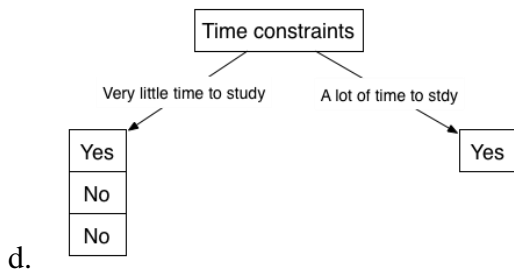 Time constraints
Very little time to study
A lot of time to stdy
Yes
Yes
No
No
d.